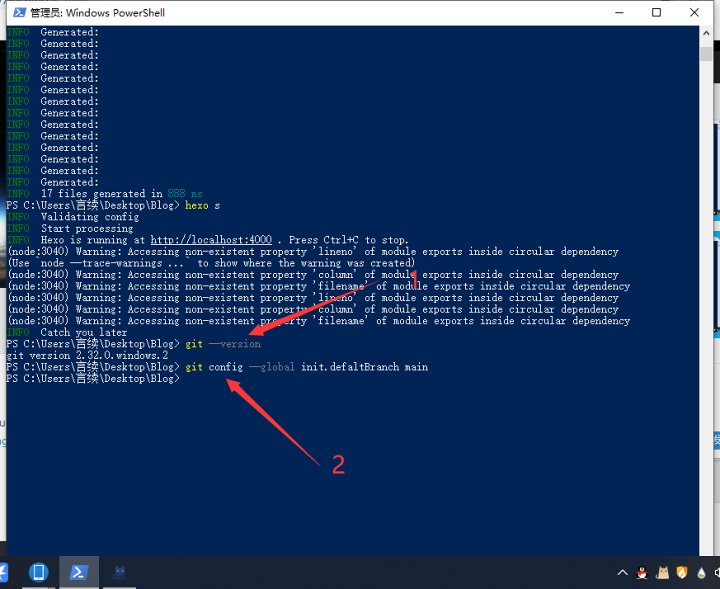 管理员: Windows PowerShell
INFO  Generated:
INFO  Generated:
INFO  Generated:
INFO  Generated:
INFO  Generated:
INFO  Generated:
INFO  Generated:
INFO  Generated:
INFO  Generated:
INFO  Generated:
INFO  Generated:
INFO  Generated:
INFO  Generated:
INFO  Generated:
INFO  17 files generated in 888 ms
PS C:\Users\言续\Desktop\Blog> hexo s
INFO  Validating config
INFO  Start processing
INFO  Hexo is running at http://localhost:4000 . Press Ctrl+C to stop.
(node:3040) Warning: Accessing non-existent property 'lineno' of module exports inside circular dependency
(Use `node --trace-warnings ...` to show where the warning was created)
(node:3040) Warning: Accessing non-existent property 'column' of module exports inside circular dependency
(node:3040) Warning: Accessing non-existent property 'filename' of module exports inside circular dependency
(node:3040) Warning: Accessing non-existent property 'lineno' of module exports inside circular dependency
(node:3040) Warning: Accessing non-existent property 'column' of module exports inside circular dependency
(node:3040) Warning: Accessing non-existent property 'filename' of module exports inside circular dependency
INFO  Catch you later
PS C:\Users\言续\Desktop\Blog> git --version
git version 2.32.0.windows.2
PS C:\Users\言续\Desktop\Blog> git config --global init.defaltBranch main
PS C:\Users\言续\Desktop\Blog>
1
2